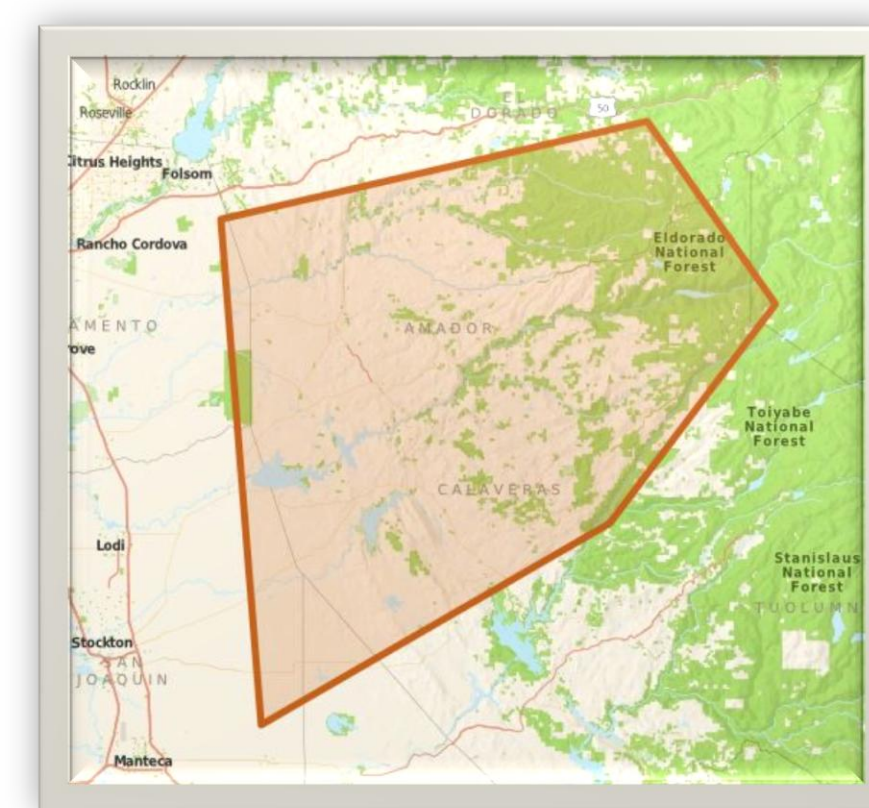 Rocklin
Roseville
EL
DORADO
50
Citrus Heights
Folsom
Rancho Cordova
Eldorado
National
Forest
AMENTO
AMADOR
ove
Toiyabe
National
Forest
CALAVERAS
Lodi
Stanislaus
National
Forest
TUOLUMN
Stockton
SAN
JOAQUIN
Manteca